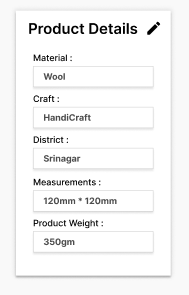 Product Details
Material :
Wool
Craft :
HandiCraft
District :
Srinagar
Measurements :
120mm * 120mm
Product Weight :
350gm